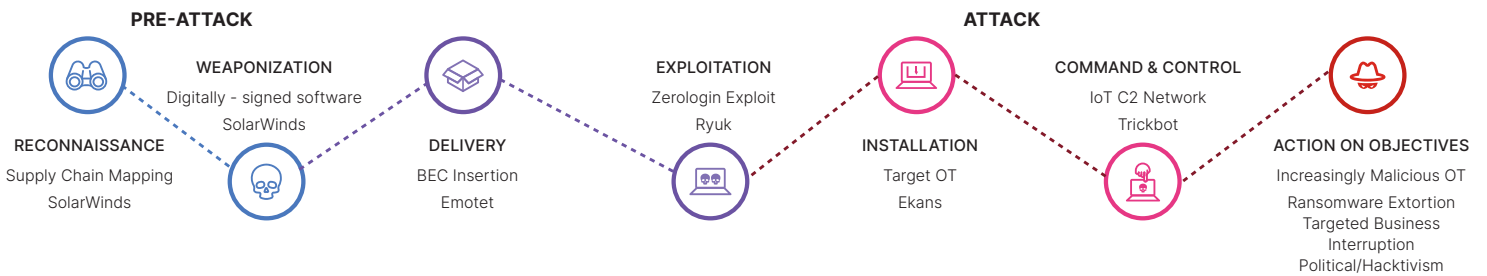 PRE-ATTACK
ATTACK
RECONNAISSANCE
Supply Chain Mapping
SolarWinds
WEAPONIZATION
Digitally - signed software
SolarWinds
DELIVERY
BEC Insertion
Emotet
EXPLOITATION
Zerologin Exploit
Ryuk
INSTALLATION
Target OT
Ekans
COMMAND & CONTROL
IoT C2 Network
Trickbot
ACTION ON OBJECTIVES
Increasingly Malicious OT
Ransomware Extortion
Targeted Business
Interruption
Political/Hacktivism